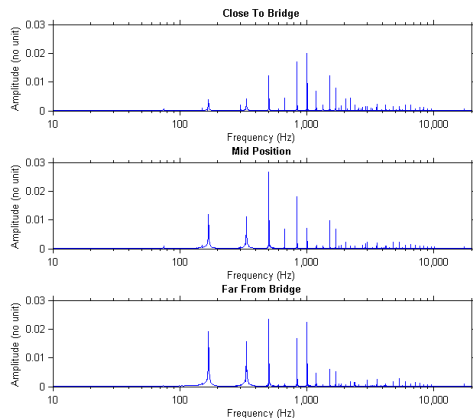 Close To Bridge
0.03
0.02
0.01
0
Amplitude (no unit)
10 100 1,000 10,000
Frequency (Hz)
Mid Position
0.03
0.02
0.01
0
Amplitude (no unit)
10 100 1,000 10,000
Frequency (Hz)
Far From Bridge
0.03
0.02
0.01
0
Amplitude (no unit)
10 100 1,000 10,000
Frequency (Hz)